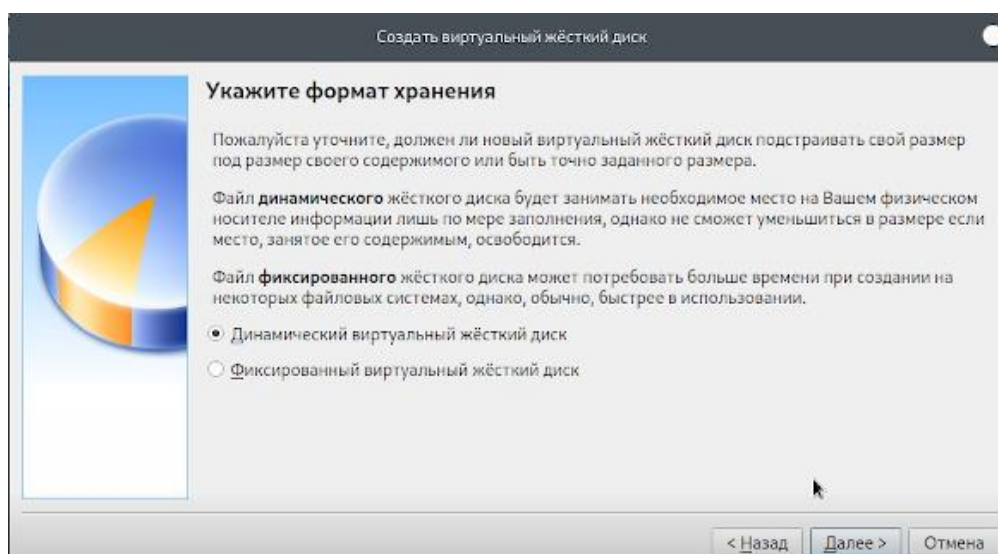 Создать виртуальный жёсткий диск
Укажите формат хранения
Пожалуйста уточните, должен ли новый виртуальный жёсткий диск подстраивать свой размер
под размер своего содержимого или быть точно заданного размера.
Файл динамического жёсткого диска будет занимать необходимое место на Вашем физическом
носителе информации лишь по мере заполнения, однако не сможет уменьшиться в размере если
место, занятое его содержимым, освободится.
Файл фиксированного жёсткого диска может потребовать больше времени при создании на
некоторых файловых системах, однако, обычно, быстрее в использовании.
Динамический виртуальный жёсткий диск
Фиксированный виртуальный жёсткий диск
< Назад Далее > Отмена